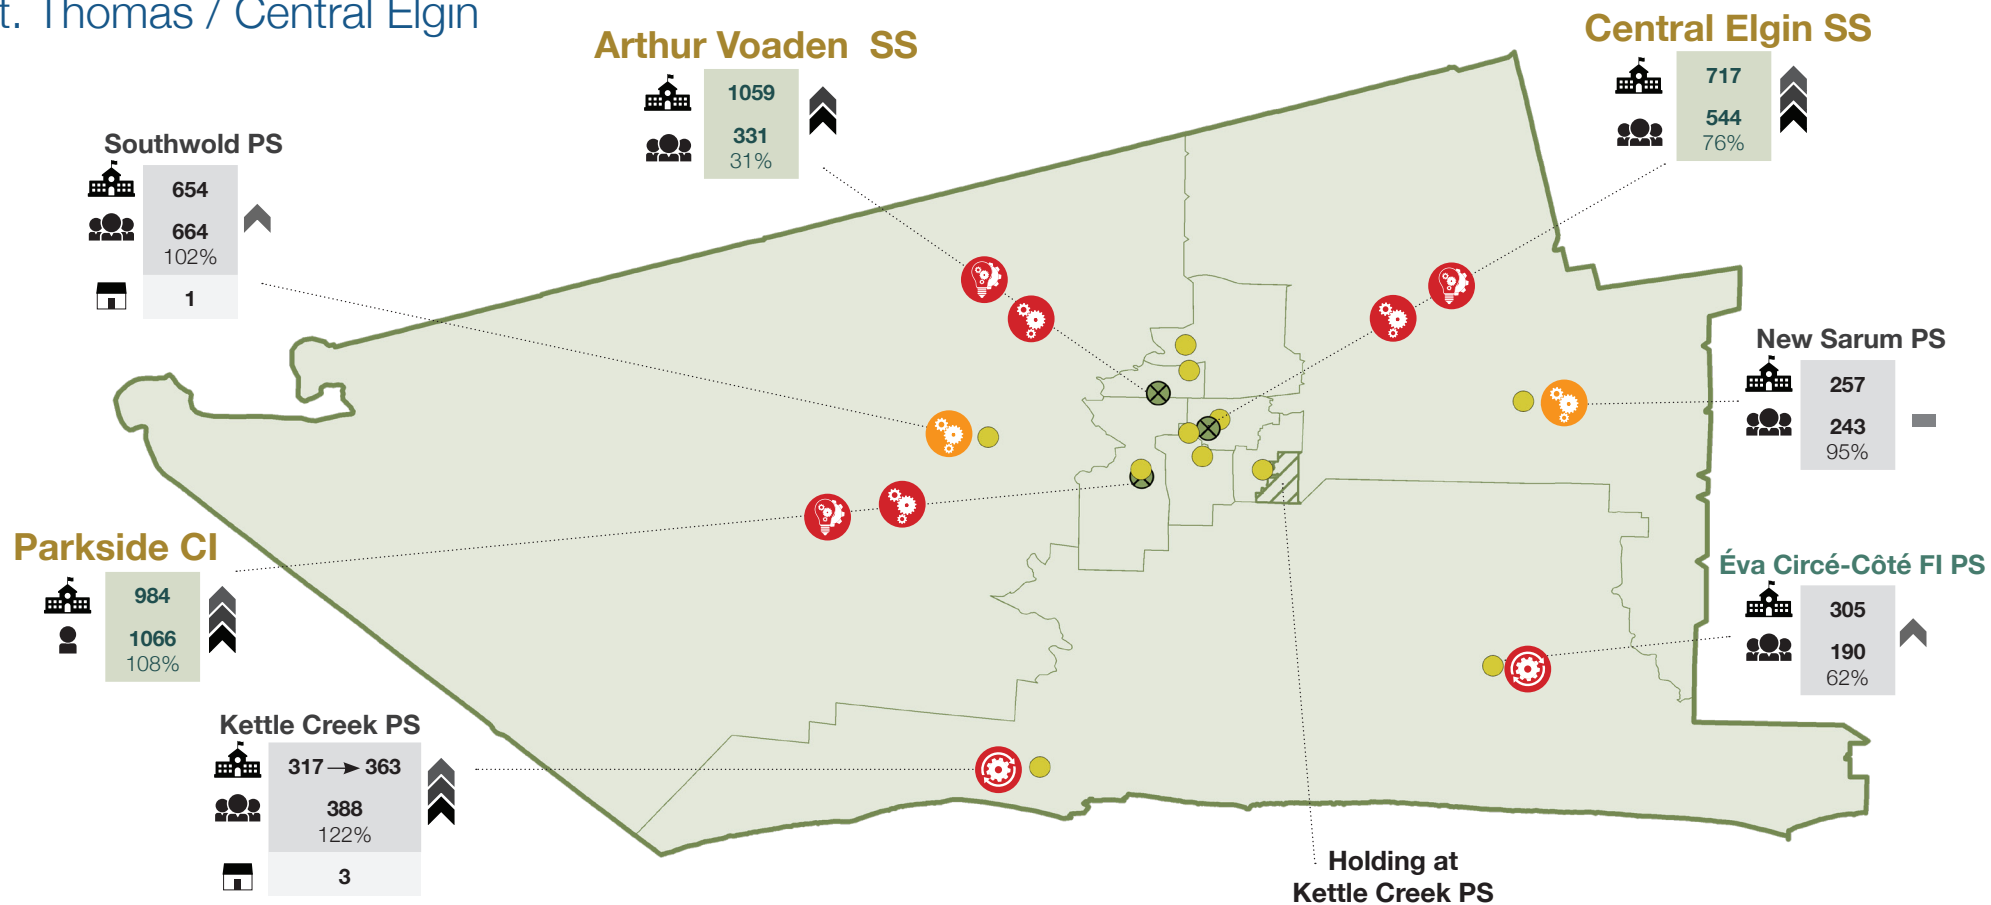 t. Thomas / Central Elgin
Arthur Voaden SS
1059
331
31%
Central Elgin SS
717
544
76%
Southwold PS
654
664
102%
1
New Sarum PS
257
243
95%
Parkside CI
984
1066
108%
Éva Circé-Côté FI PS
305
190
62%
Kettle Creek PS
317 → 363
388
122%
3
Holding at
Kettle Creek PS